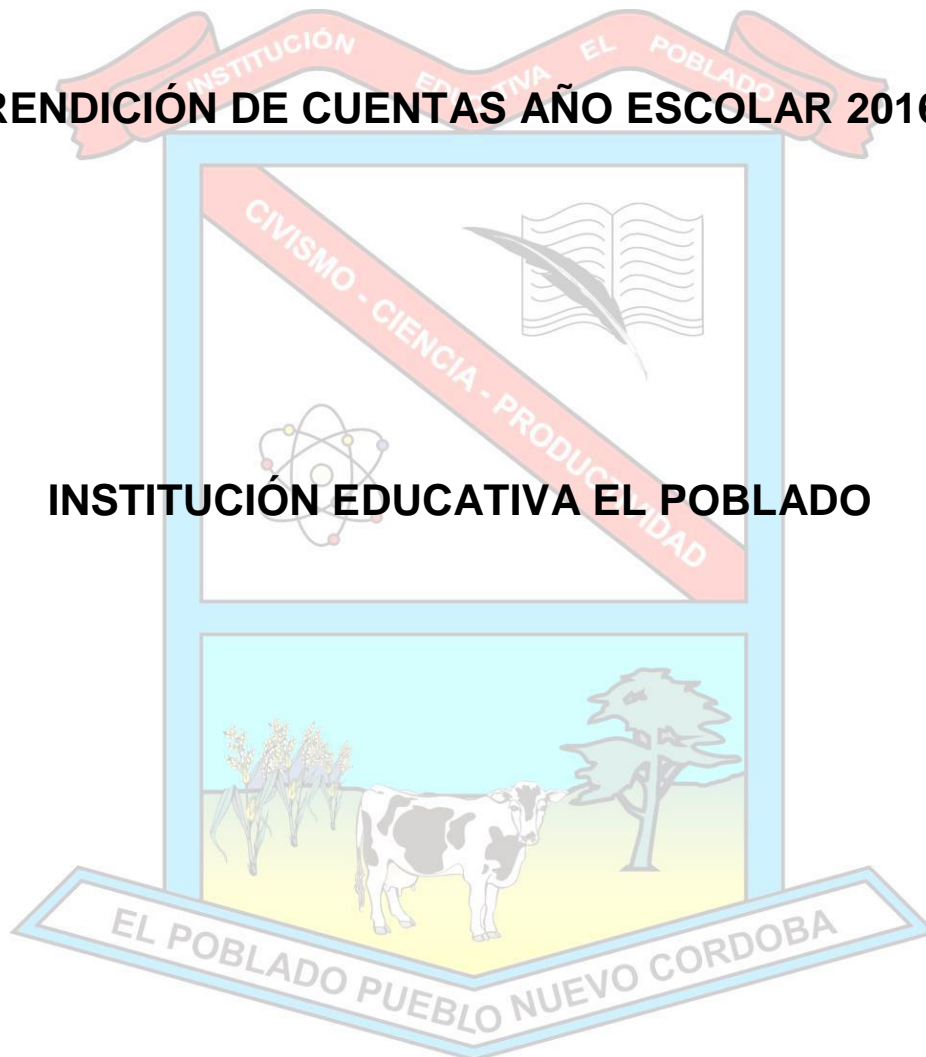 INSTITUCIÓN EDUCATIVA EL POBLADO
RENDICIÓN DE CUENTAS AÑO ESCOLAR 2016
CIVISMO - CIENCIA - PRODUCTIVIDAD
INSTITUCIÓN EDUCATIVA EL POBLADO
EL POBLADO PUEBLO NUEVO CORDOBA